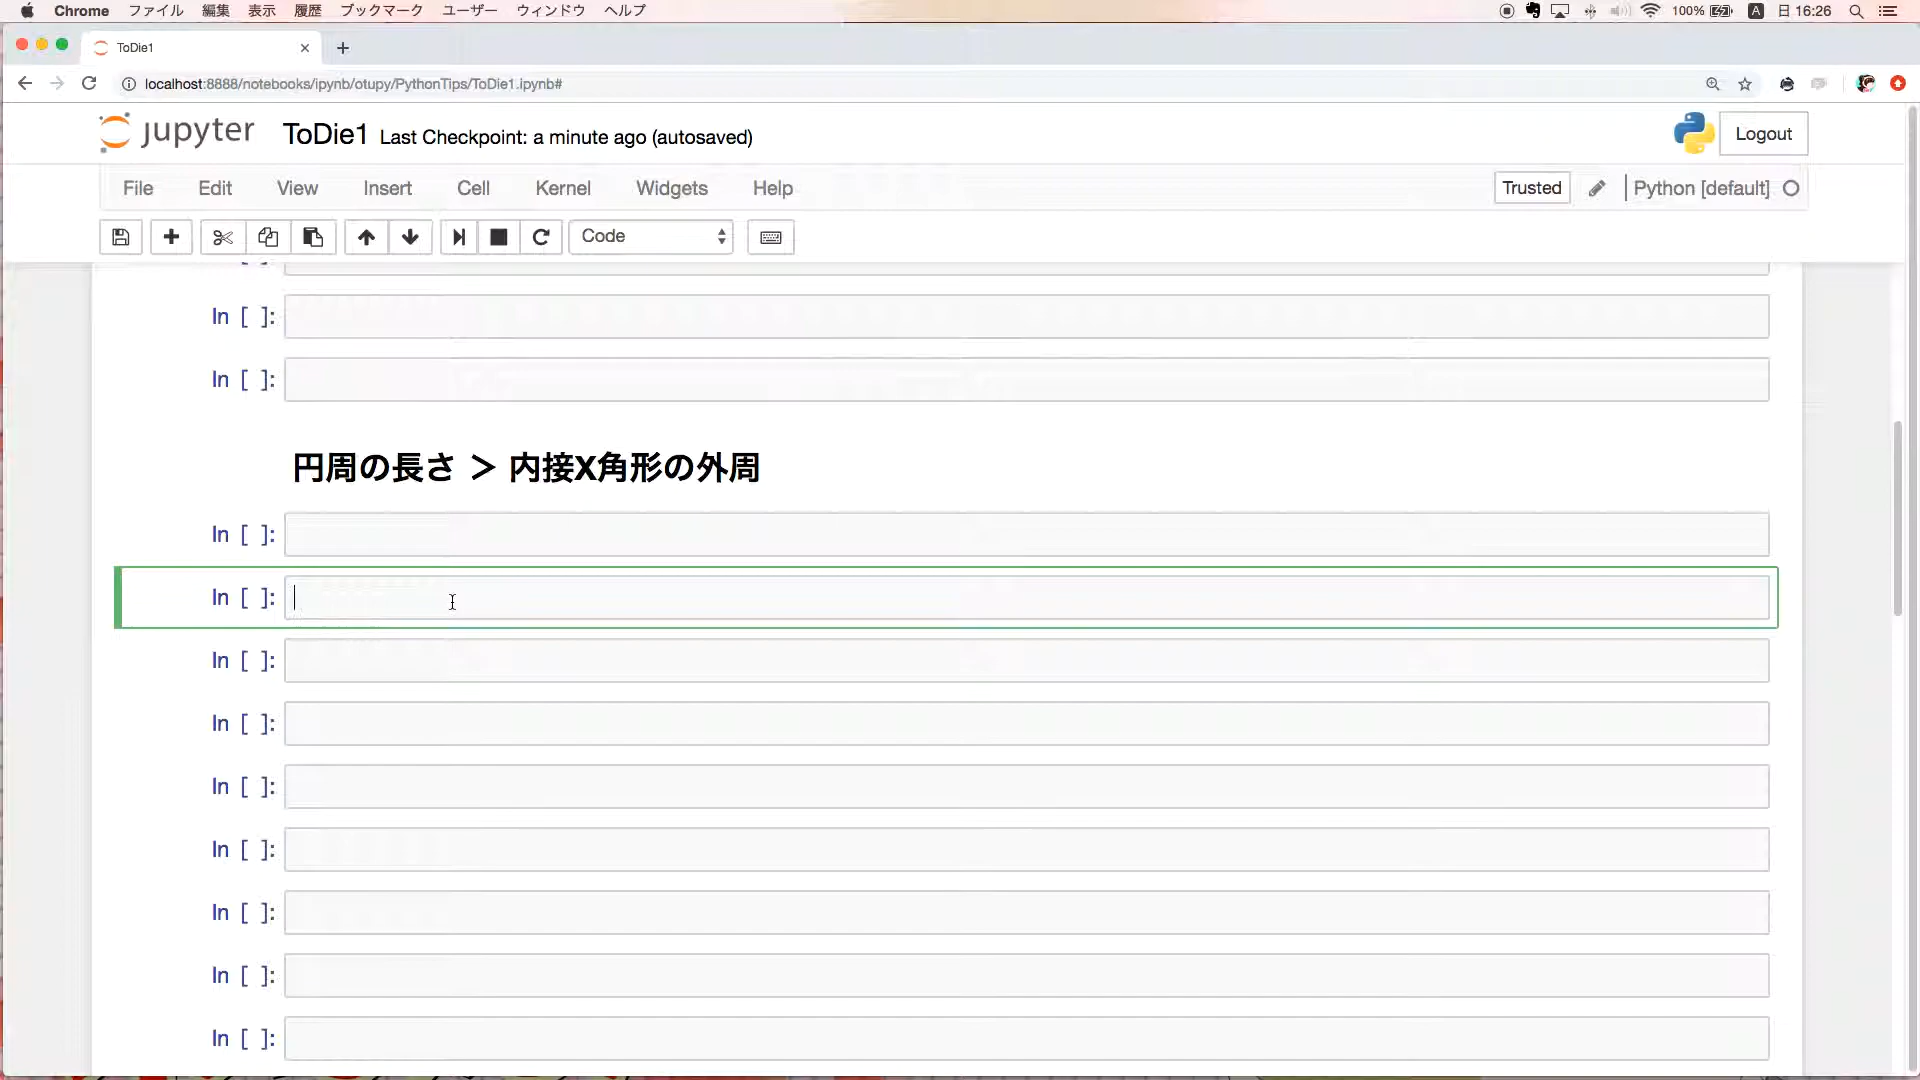 Chrome ファイル 編集 表示 履歴 ブックマーク ユーザー ウィンドウ ヘルプ 100% A 日 16:26
ToDie1
localhost:8888/notebooks/ipynb/otupy/PythonTips/ToDie1.ipynb#
jupyter ToDie1 Last Checkpoint: a minute ago (autosaved) Logout
File Edit View Insert Cell Kernel Widgets Help Trusted Python [default]
Code
In [ ]:
In [ ]:
円周の長さ > 内接X角形の外周
In [ ]:
In [ ]:
In [ ]:
In [ ]:
In [ ]:
In [ ]:
In [ ]:
In [ ]:
In [ ]: